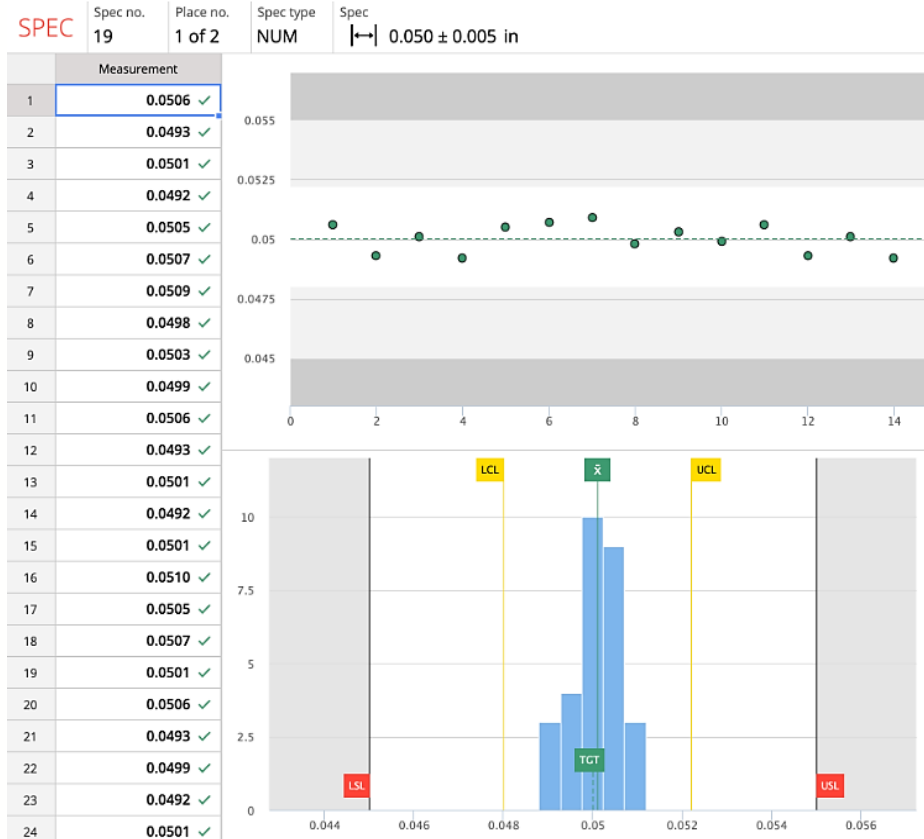 SPEC
Spec no.
19
Place no.
1 of 2
Spec type
NUM
Spec
0.050 ± 0.005 in
Measurement
1 0.0506
2 0.0493
3 0.0501
4 0.0492
5 0.0505
6 0.0507
7 0.0509
8 0.0498
9 0.0503
10 0.0499
11 0.0506
12 0.0493
13 0.0501
14 0.0492
15 0.0501
16 0.0510
17 0.0505
18 0.0507
19 0.0501
20 0.0506
21 0.0493
22 0.0499
23 0.0492
24 0.0501
0.055
0.0525
0.05
0.0475
0.045
0 2 4 6 8 10 12 14
LCL x̄ UCL
10
7.5
5
2.5
TGT
LSL USL
0
0.044 0.046 0.048 0.05 0.052 0.054 0.056